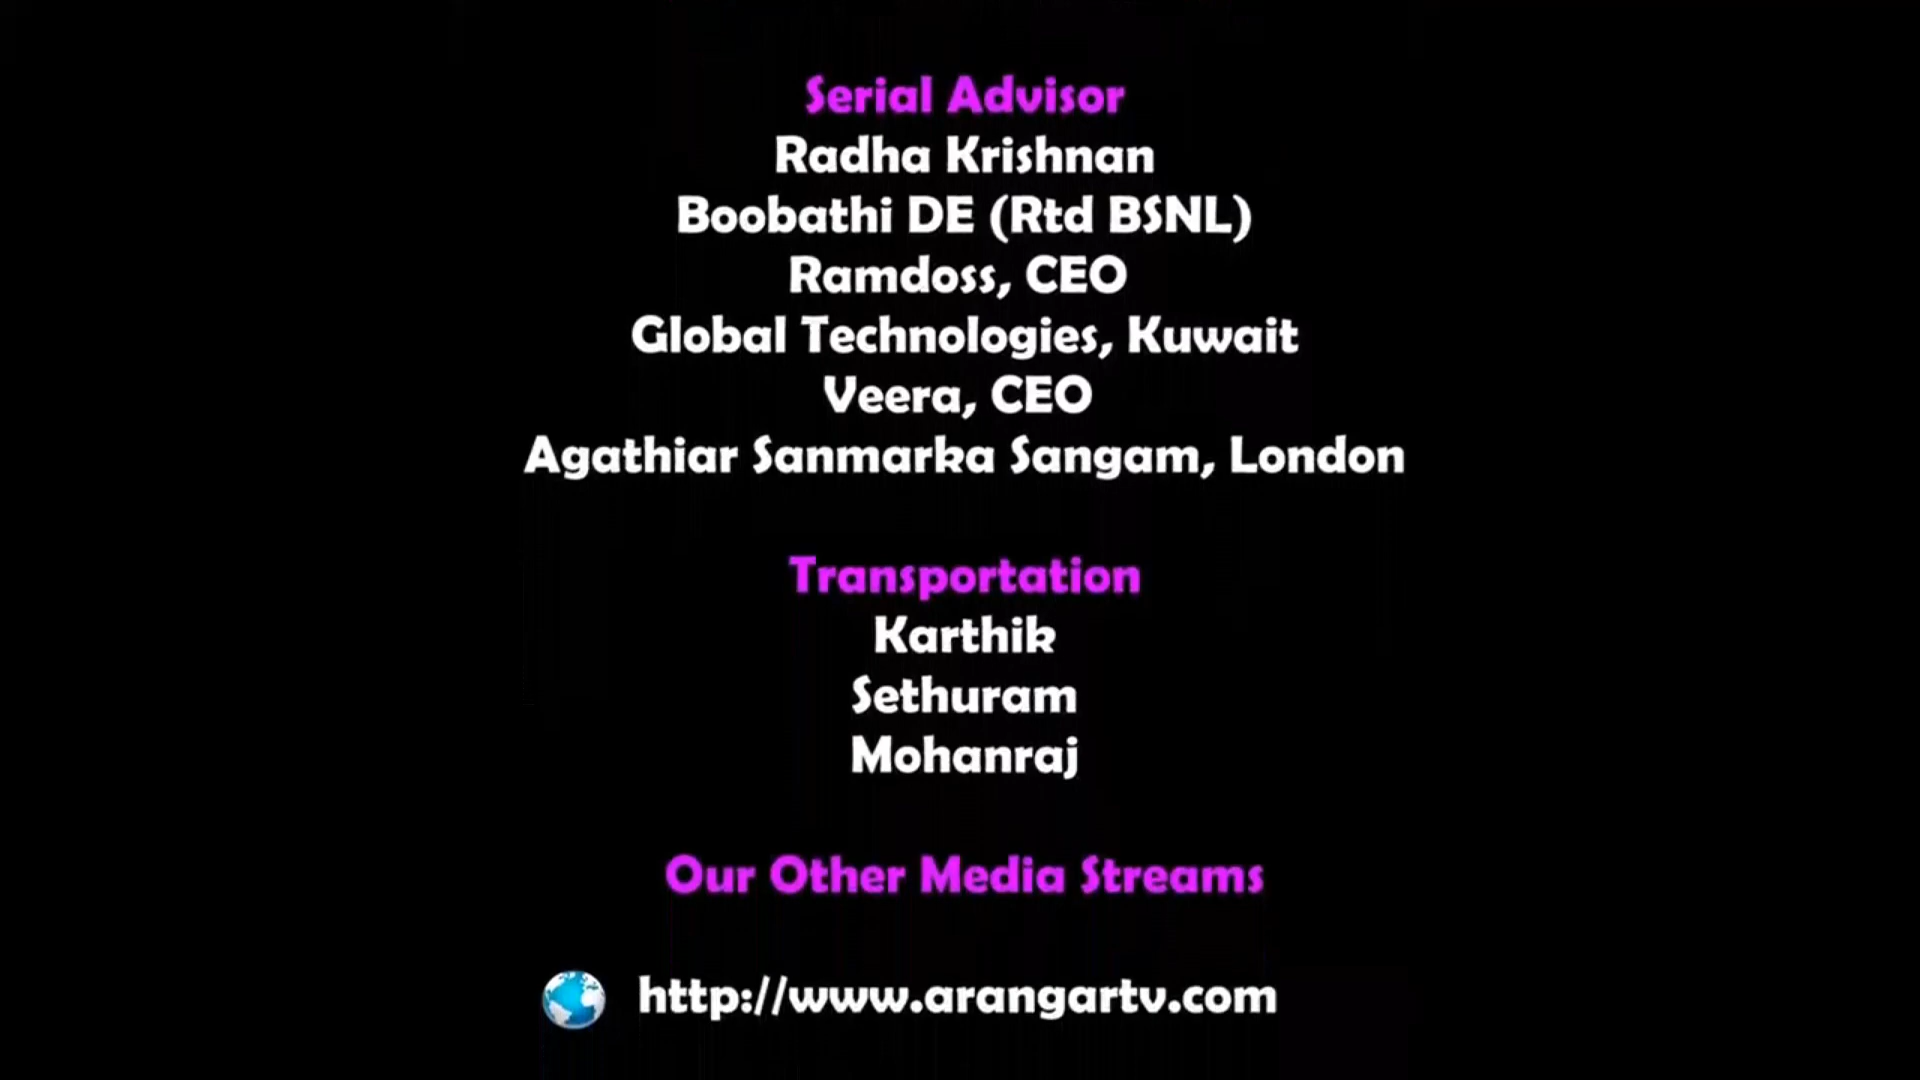 Serial Advisor
Radha Krishnan
Boobathi DE (Rtd BSNL)
Ramdoss, CEO
Global Technologies, Kuwait
Veera, CEO
Agathiar Sanmarka Sangam, London
Transportation
Karthik
Sethuram
Mohanraj
Our Other Media Streams
http://www.arangartv.com